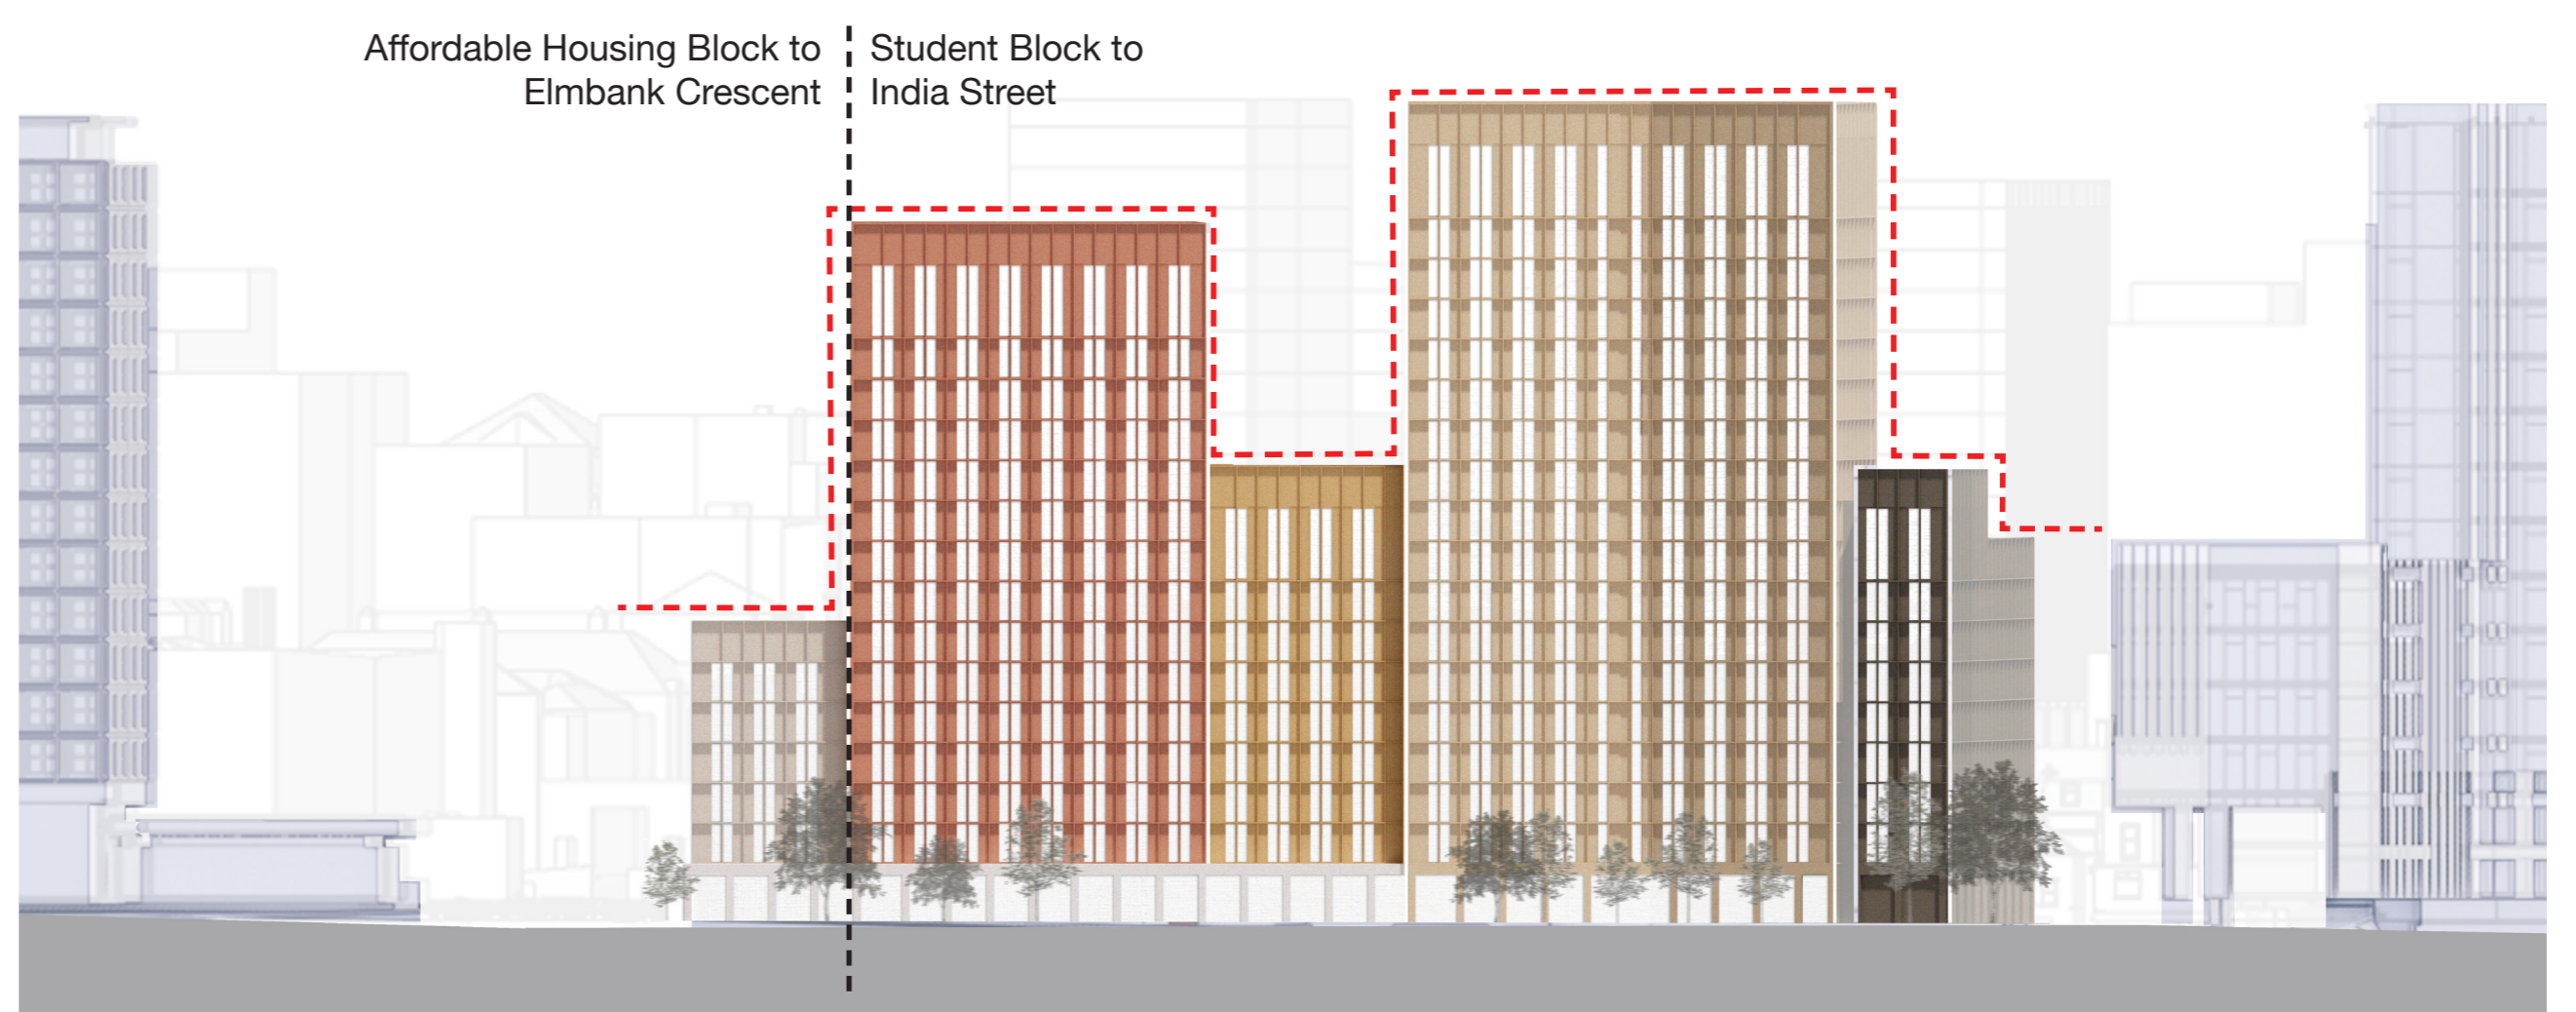 Affordable Housing Block to
Elmbank Crescent
Student Block to
India Street